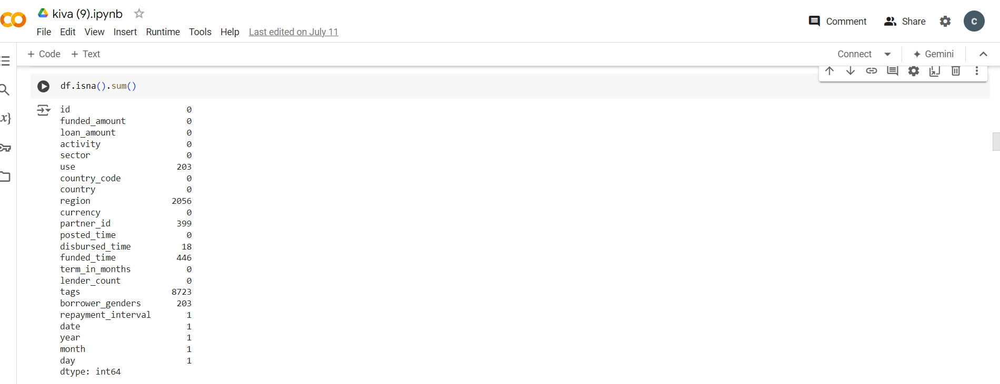 kiva (9).ipynb
File Edit View Insert Runtime Tools Help Last edited on July 11
Comment Share C
+ Code + Text
Connect Gemini
df.isna().sum()
id 0
funded_amount 0
loan_amount 0
activity 0
sector 0
use 203
country_code 0
country 0
region 2056
currency 0
partner_id 399
posted_time 0
disbursed_time 18
funded_time 446
term_in_months 0
lender_count 0
tags 8723
borrower_genders 203
repayment_interval 1
date 1
year 1
month 1
day 1
dtype: int64